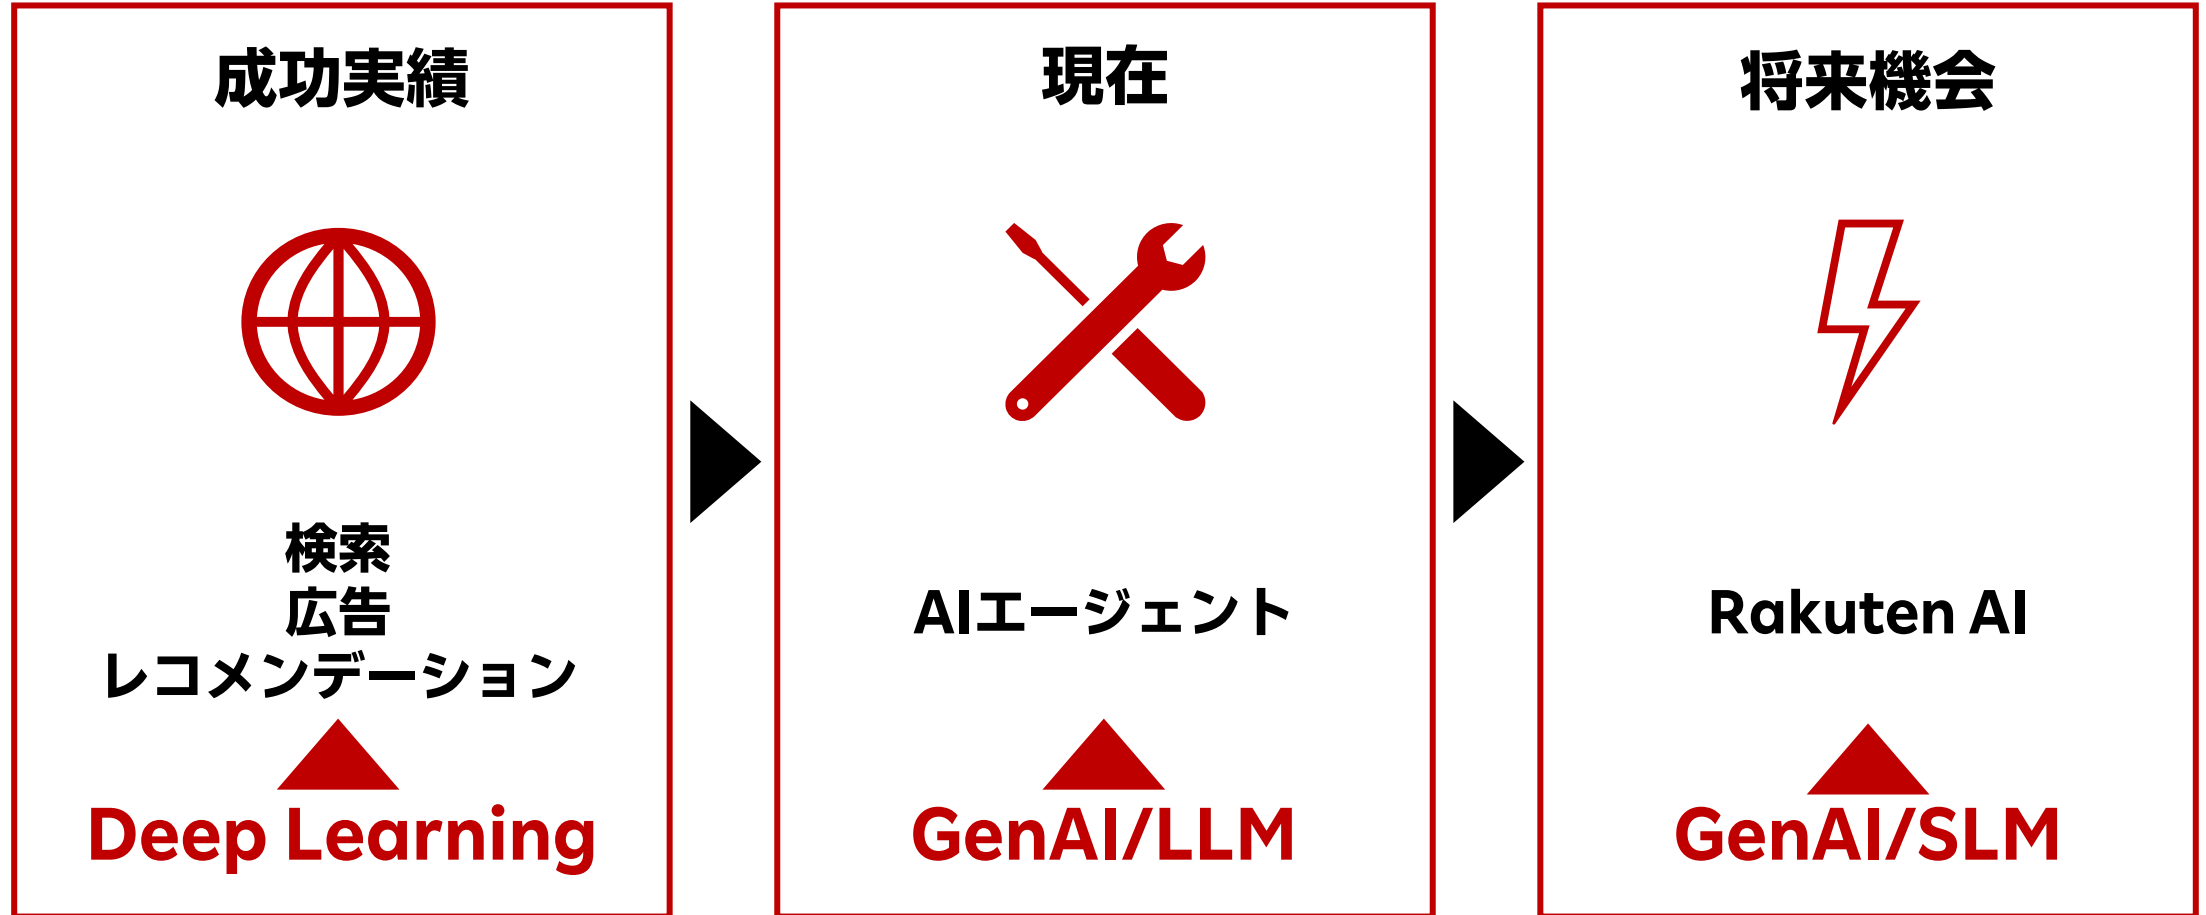 成功実績
検索
広告
レコメンデーション
Deep Learning
現在
AIエージェント
GenAI/LLM
将来機会
Rakuten AI
GenAI/SLM